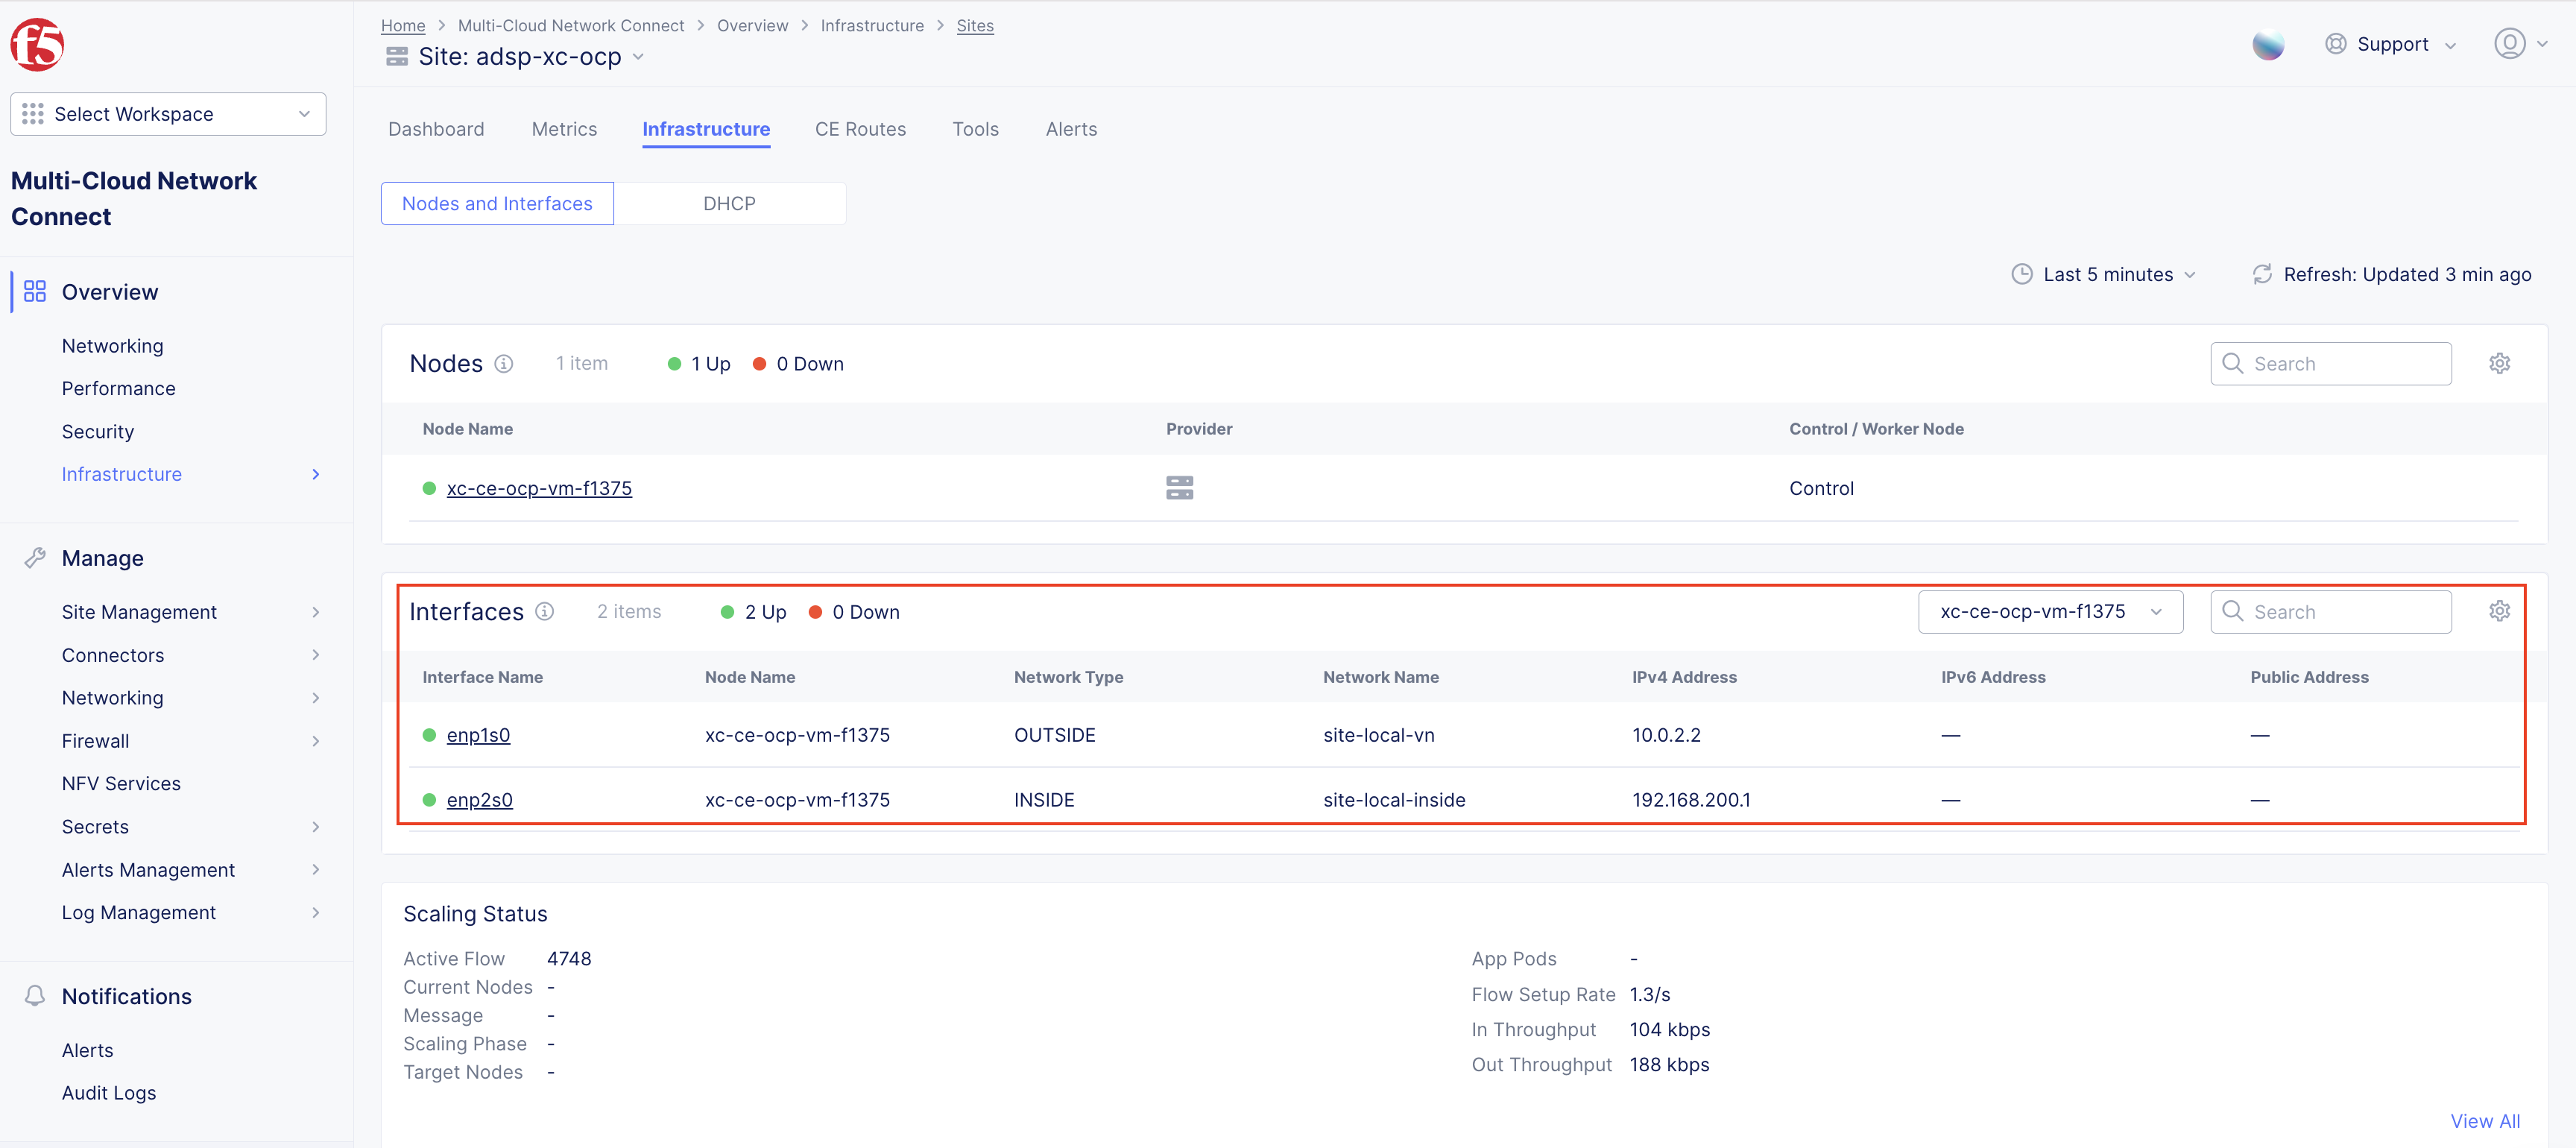 f5
Home > Multi-Cloud Network Connect > Overview > Infrastructure > Sites
Site: adsp-xc-ocp
Support
Select Workspace
Multi-Cloud Network
Connect
Overview
Networking
Performance
Security
Infrastructure
Manage
Site Management
Connectors
Networking
Firewall
NFV Services
Secrets
Alerts Management
Log Management
Notifications
Alerts
Audit Logs
Dashboard Metrics Infrastructure CE Routes Tools Alerts
Nodes and Interfaces DHCP
Last 5 minutes Refresh: Updated 3 min ago
Nodes 1 item 1 Up 0 Down Search
Node Name Provider Control / Worker Node
xc-ce-ocp-vm-f1375 Control
Interfaces 2 items 2 Up 0 Down xc-ce-ocp-vm-f1375 Search
Interface Name Node Name Network Type Network Name IPv4 Address IPv6 Address Public Address
enp1s0 xc-ce-ocp-vm-f1375 OUTSIDE site-local-vn 10.0.2.2 — —
enp2s0 xc-ce-ocp-vm-f1375 INSIDE site-local-inside 192.168.200.1 — —
Scaling Status
Active Flow 4748
Current Nodes -
Message -
Scaling Phase -
Target Nodes -
App Pods -
Flow Setup Rate 1.3/s
In Throughput 104 kbps
Out Throughput 188 kbps
View All